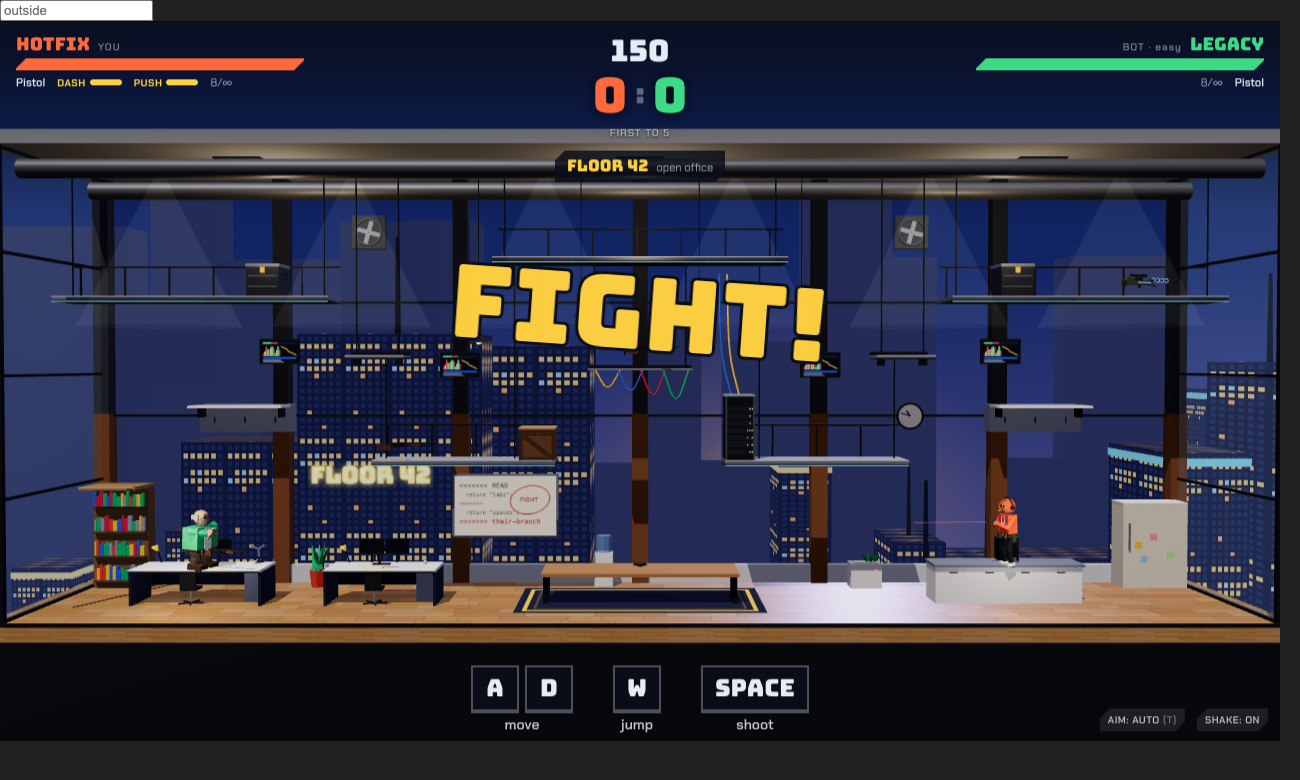 outside
HOTFIX YOU
150
BOT · easy LEGACY
Pistol DASH PUSH 8/∞
0 : 0
8/∞ Pistol
FIRST TO 5
FLOOR 42 open office
FIGHT!
FLOOR 42
<<<<<<< HEAD
return "tabs"
FIGHT
=======
return "spaces"
>>>>>>> their-branch
A D W SPACE
move jump shoot
AIM: AUTO (T) SHAKE: ON